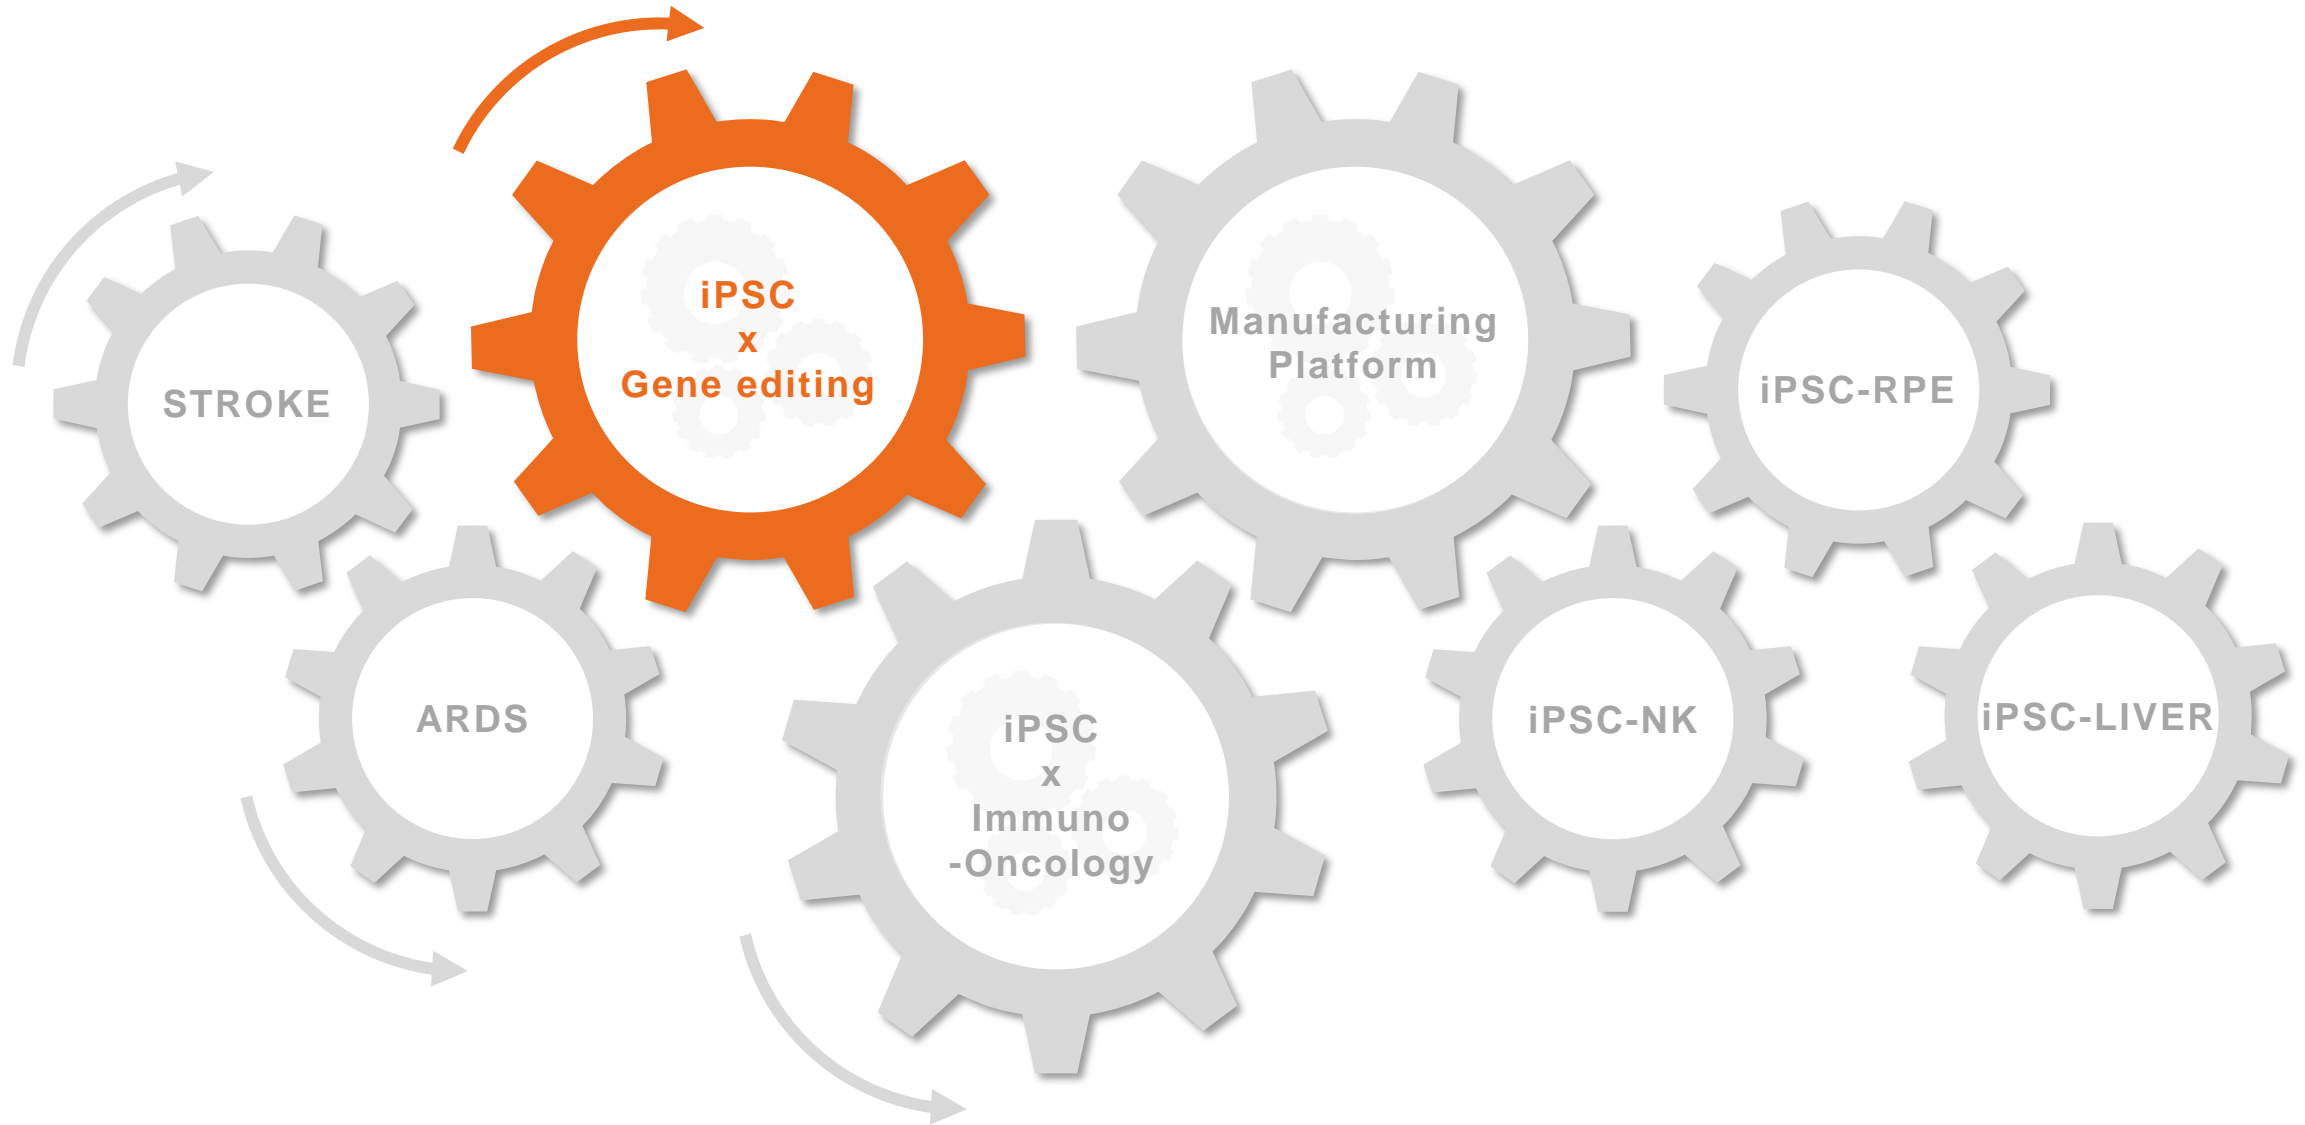 STROKE
iPSC
x
Gene editing
Manufacturing
Platform
iPSC-RPE
ARDS
iPSC
x
Immuno
-Oncology
iPSC-NK
iPSC-LIVER